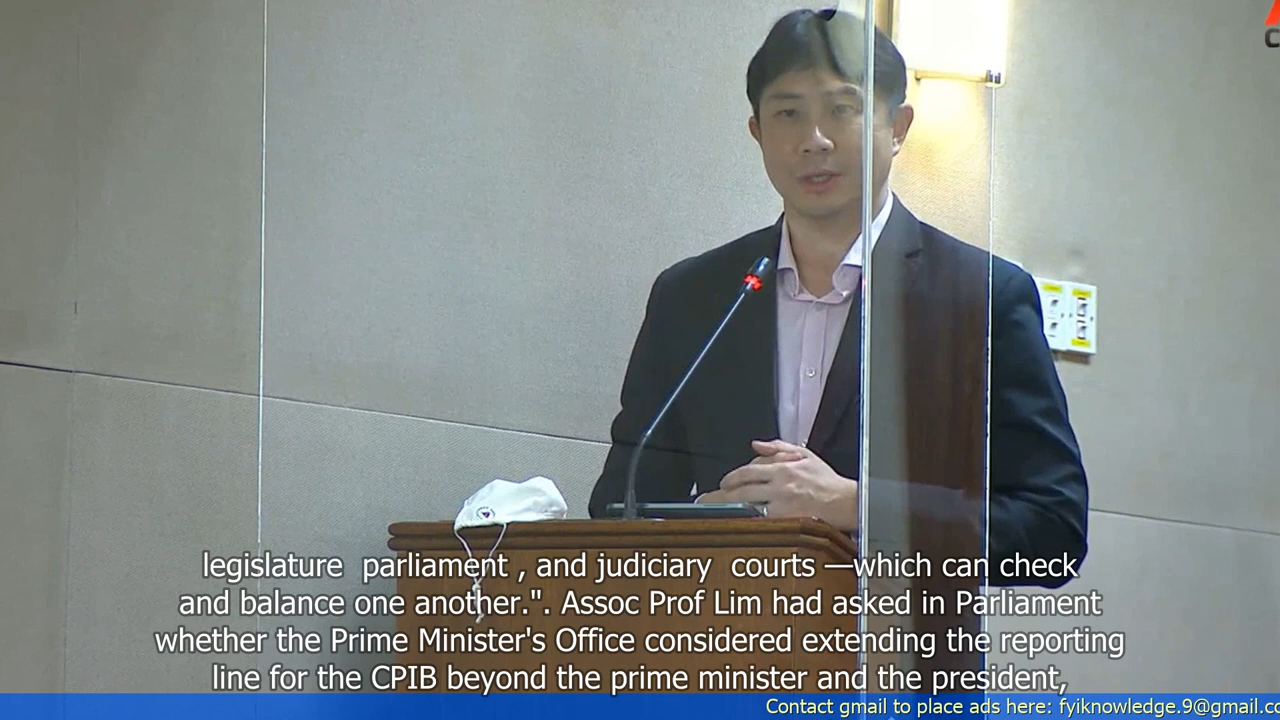 legislature parliament , and judiciary courts —which can check
and balance one another.". Assoc Prof Lim had asked in Parliament
whether the Prime Minister's Office considered extending the reporting
line for the CPIB beyond the prime minister and the president,
Contact gmail to place ads here: fyiknowledge.9@gmail.co